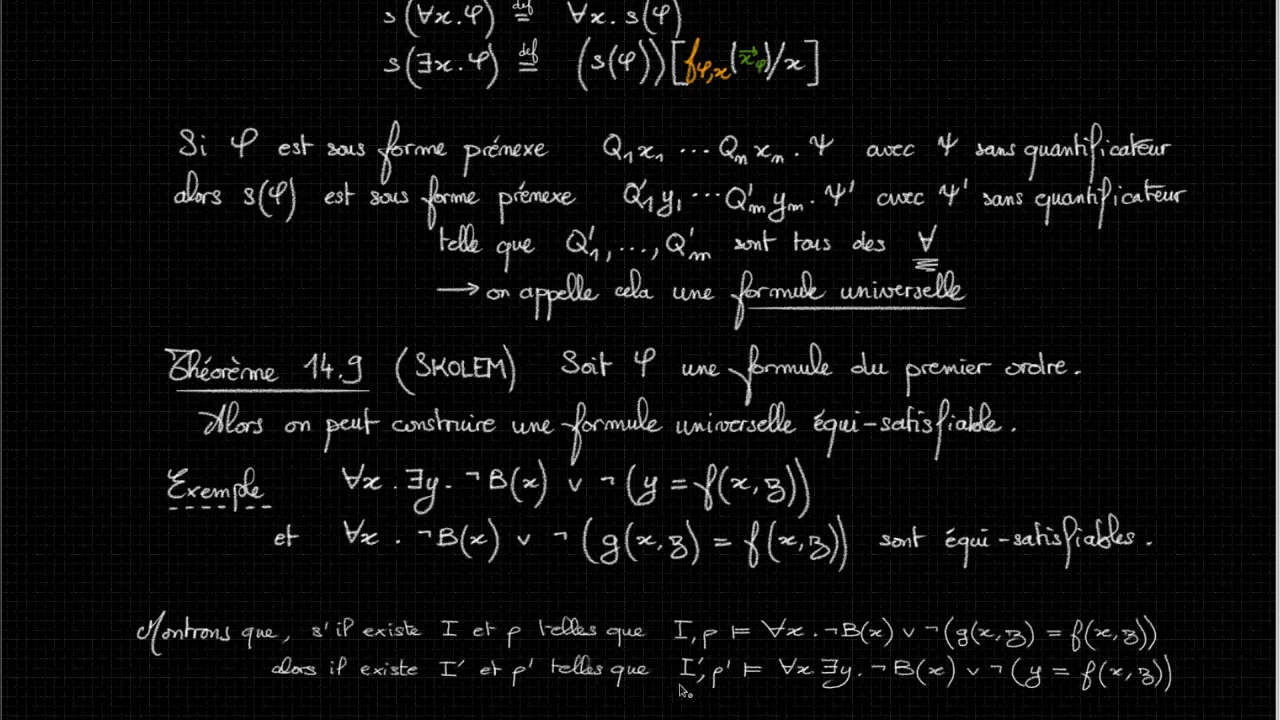 s(∀x.φ) ≝ ∀x. s(φ)
s(∃x.φ) ≝ (s(φ))[f_{φ,x}(x⃗_φ)/x]
Si φ est sous forme prénexe Q₁x₁ ... Qₙxₙ. ψ avec ψ sans quantificateur
alors s(φ) est sous forme prénexe Q'₁y₁ ... Q'ₘyₘ. ψ' avec ψ' sans quantificateur
telle que Q'₁, ..., Q'ₘ sont tous des ∀
→ on appelle cela une formule universelle
Théorème 14.9 (SKOLEM) Soit φ une formule du premier ordre.
Alors on peut construire une formule universelle équi-satisfiable.
Exemple ∀x. ∃y. ¬B(x) ∨ ¬(y = f(x,z))
et ∀x. ¬B(x) ∨ ¬(g(x,z) = f(x,z)) sont équi-satisfiables.
Montrons que, s'il existe I et ρ telles que I,ρ ⊨ ∀x. ¬B(x) ∨ ¬(g(x,z) = f(x,z))
alors il existe I' et ρ' telles que I',ρ' ⊨ ∀x ∃y. ¬B(x) ∨ ¬(y = f(x,z))